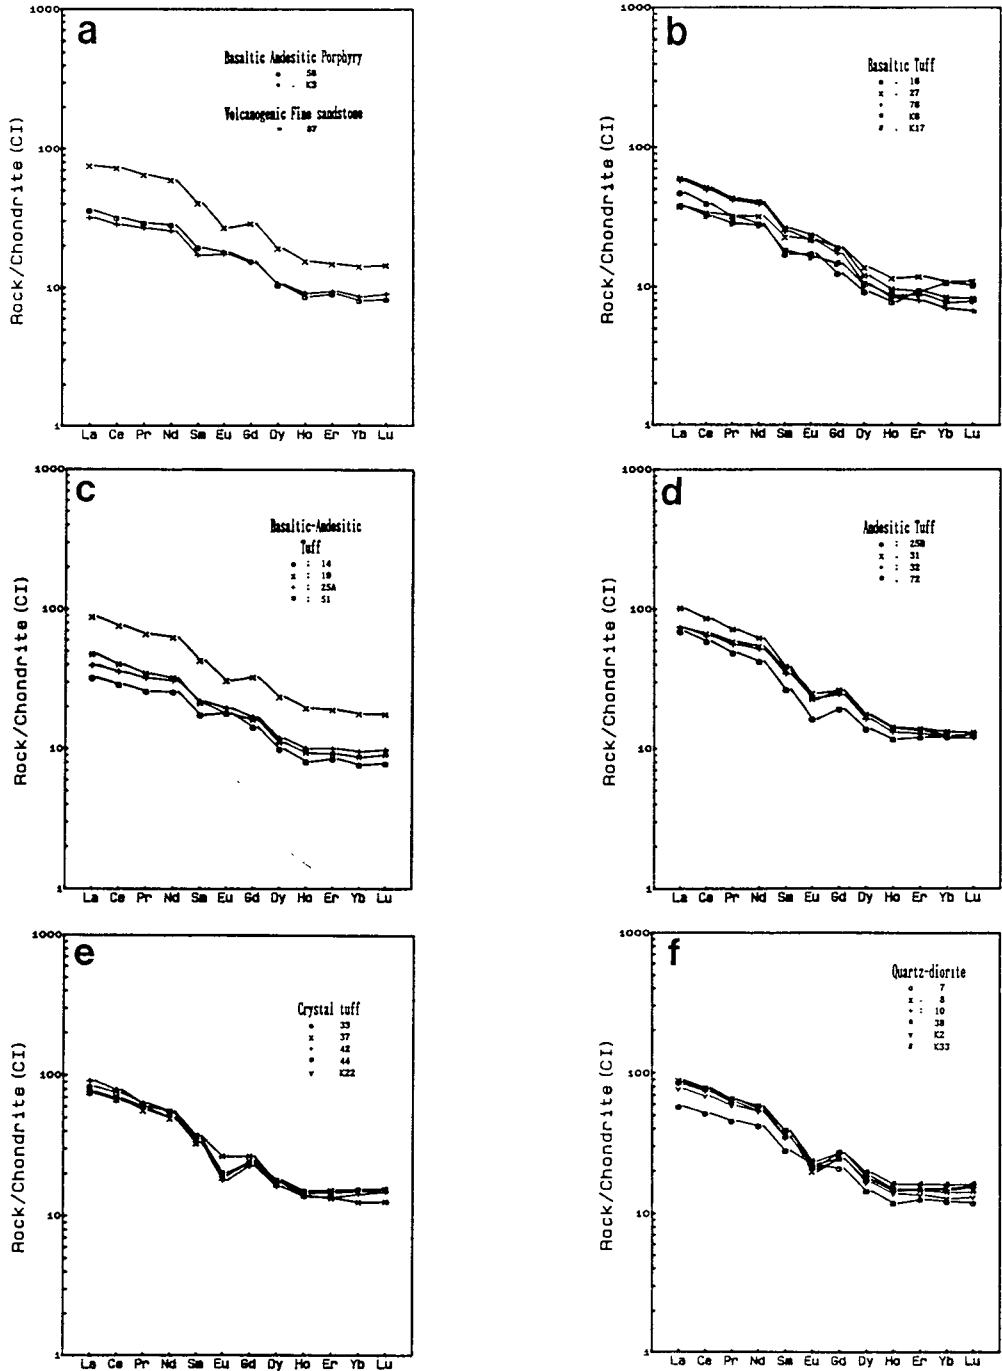 a
Basaltic Andesitic Porphyry
58
K3
Volcanogenic Fine sandstone
Rock/Chondrite (CI)
1000
100
10
1
La Ce Pr Nd Sm Eu Gd Dy Ho Er Yb Lu
b
Basaltic Tuff
16
27
78
K8
K17
Rock/Chondrite (CI)
1000
100
10
1
La Ce Pr Nd Sm Eu Gd Dy Ho Er Yb Lu
c
Basaltic-Andesitic
Tuff
: 14
: 19
: 25A
: 51
Rock/Chondrite (CI)
1000
100
10
1
La Ce Pr Nd Sm Eu Gd Dy Ho Er Yb Lu
d
Andesitic Tuff
: 25B
. 31
: 32
. 72
Rock/Chondrite (CI)
1000
100
10
1
La Ce Pr Nd Sm Eu Gd Dy Ho Er Yb Lu
e
Crystal tuff
33
37
42
44
K22
Rock/Chondrite (CI)
1000
100
10
1
La Ce Pr Nd Sm Eu Gd Dy Ho Er Yb Lu
f
Quartz-diorite
7
8
: 10
38
K2
K33
Rock/Chondrite (CI)
1000
100
10
1
La Ce Pr Nd Sm Eu Gd Dy Ho Er Yb Lu